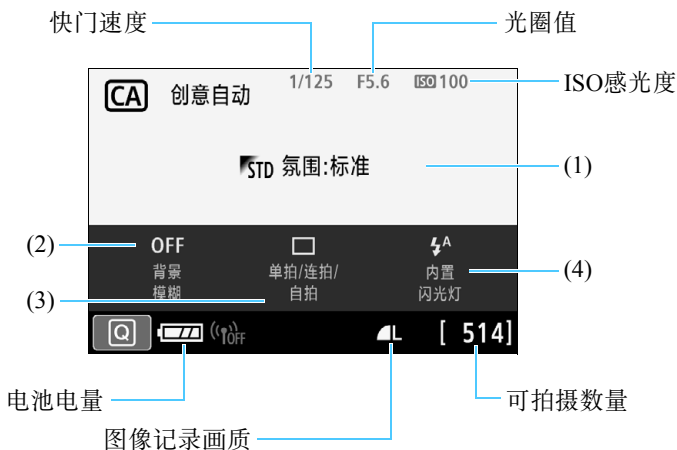 快门速度
光圈值
CA 创意自动
1/125 F5.6 ISO 100
ISO感光度
STD 氛围:标准
(1)
(2)
OFF
背景
模糊
单拍/连拍/
自拍
A
内置
闪光灯
(3)
(4)
Q
OFF
L
[ 514]
电池电量
可拍摄数量
图像记录画质